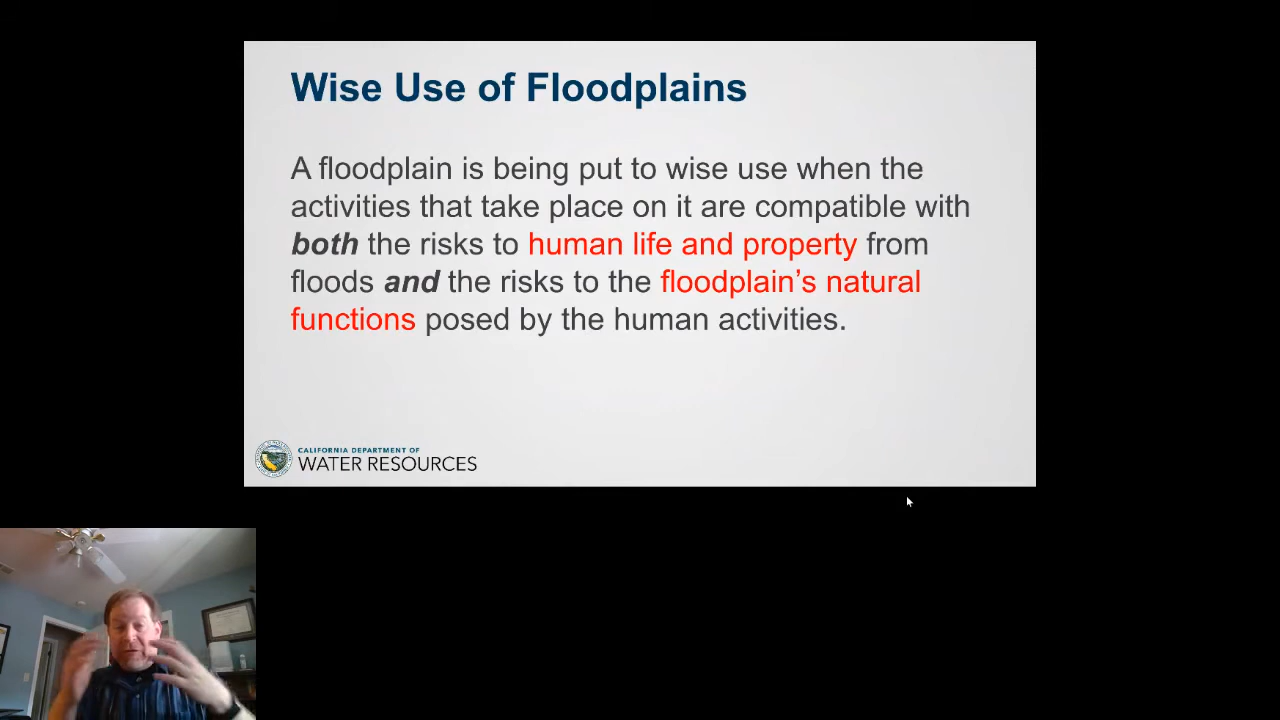 Wise Use of Floodplains
A floodplain is being put to wise use when the
activities that take place on it are compatible with
both the risks to human life and property from
floods and the risks to the floodplain’s natural
functions posed by the human activities.
CALIFORNIA DEPARTMENT OF
WATER RESOURCES